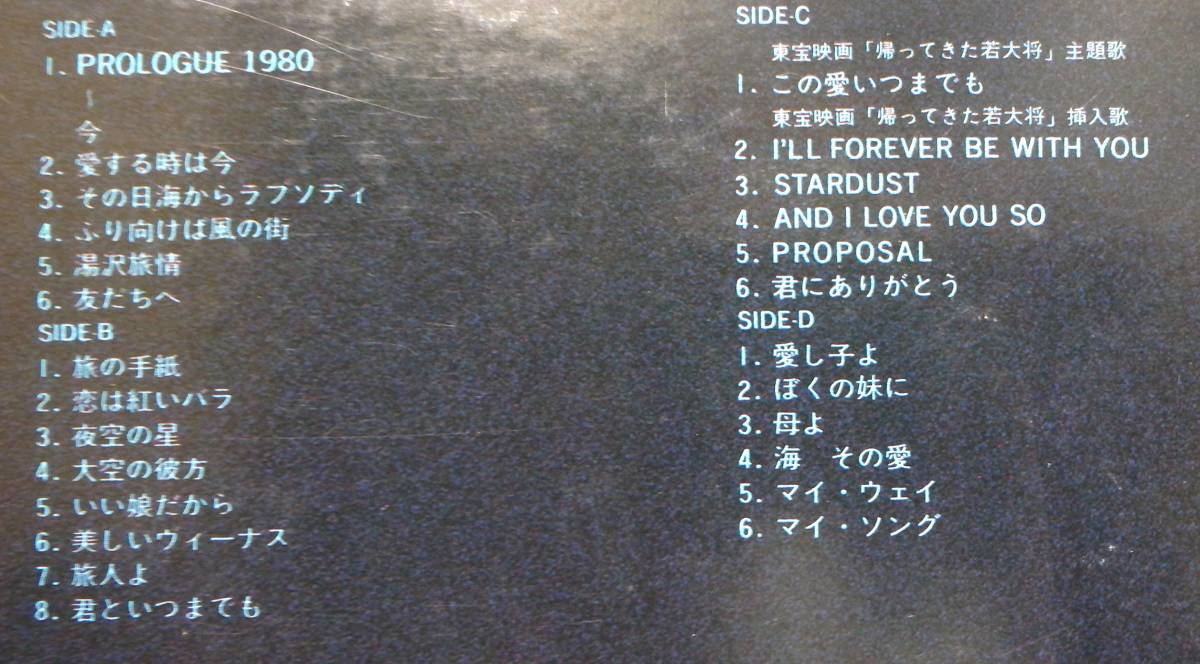 SIDE-A
1. PROLOGUE 1980
〜
今
2. 愛する時は今
3. その日海からラプソディ
4. ふり向けば風の街
5. 湯沢旅情
6. 友だちへ
SIDE-B
1. 旅の手紙
2. 恋は紅いバラ
3. 夜空の星
4. 大空の彼方
5. いい娘だから
6. 美しいヴィーナス
7. 旅人よ
8. 君といつまでも
SIDE-C
東宝映画「帰ってきた若大将」主題歌
1. この愛いつまでも
東宝映画「帰ってきた若大将」挿入歌
2. I'LL FOREVER BE WITH YOU
3. STARDUST
4. AND I LOVE YOU SO
5. PROPOSAL
6. 君にありがとう
SIDE-D
1. 愛し子よ
2. ぼくの妹に
3. 母よ
4. 海 その愛
5. マイ・ウェイ
6. マイ・ソング